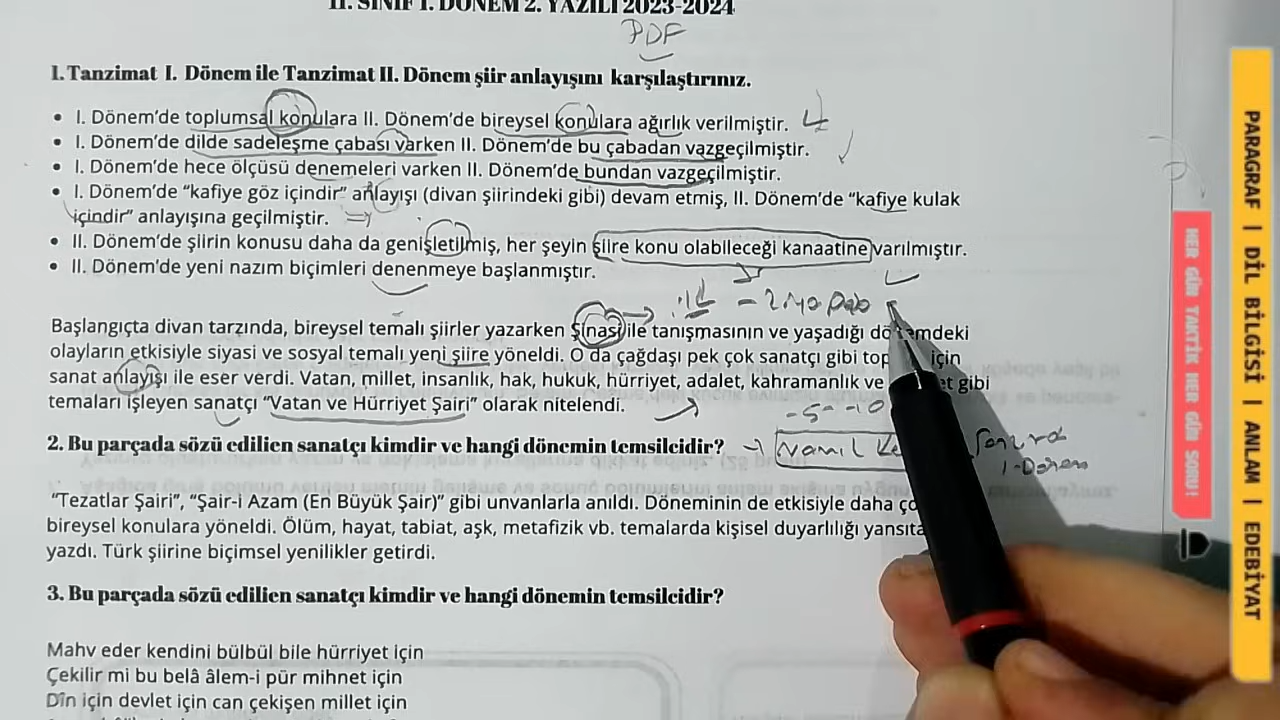 11. SINIF 1. DÖNEM 2. YAZILI 2023-2024
PDF
1. Tanzimat I. Dönem ile Tanzimat II. Dönem şiir anlayışını karşılaştırınız.
• I. Dönem’de toplumsal konulara II. Dönem’de bireysel konulara ağırlık verilmiştir.
• I. Dönem’de dilde sadeleşme çabası varken II. Dönem’de bu çabadan vazgeçilmiştir.
• I. Dönem’de hece ölçüsü denemeleri varken II. Dönem’de bundan vazgeçilmiştir.
• I. Dönem’de “kafiye göz içindir” anlayışı (divan şiirindeki gibi) devam etmiş, II. Dönem’de “kafiye kulak
içindir” anlayışına geçilmiştir.
• II. Dönem’de şiirin konusu daha da genişletilmiş, her şeyin şiire konu olabileceği kanaatine varılmıştır.
• II. Dönem’de yeni nazım biçimleri denenmeye başlanmıştır.
Başlangıçta divan tarzında, bireysel temalı şiirler yazarken Şinasi ile tanışmasının ve yaşadığı dönemdeki
olayların etkisiyle siyasi ve sosyal temalı yeni şiire yöneldi. O da çağdaşı pek çok sanatçı gibi top için
sanat anlayışı ile eser verdi. Vatan, millet, insanlık, hak, hukuk, hürriyet, adalet, kahramanlık ve et gibi
temaları işleyen sanatçı “Vatan ve Hürriyet Şairi” olarak nitelendi.
-5--10
2. Bu parçada sözü edilien sanatçı kimdir ve hangi dönemin temsilcidir?
Namıl Ke
1. Dönem
“Tezatlar Şairi”, “Şair-i Azam (En Büyük Şair)” gibi unvanlarla anıldı. Döneminin de etkisiyle daha ço
bireysel konulara yöneldi. Ölüm, hayat, tabiat, aşk, metafizik vb. temalarda kişisel duyarlılığı yansıta
yazdı. Türk şiirine biçimsel yenilikler getirdi.
3. Bu parçada sözü edilien sanatçı kimdir ve hangi dönemin temsilcidir?
Mahv eder kendini bülbül bile hürriyet için
Çekilir mi bu belâ âlem-i pür mihnet için
Dîn için devlet için can çekişen millet için
HER GÜN TAKTİK HER GÜN SORU!
PARAGRAF | DİL BİLGİSİ | ANLAM | EDEBİYAT